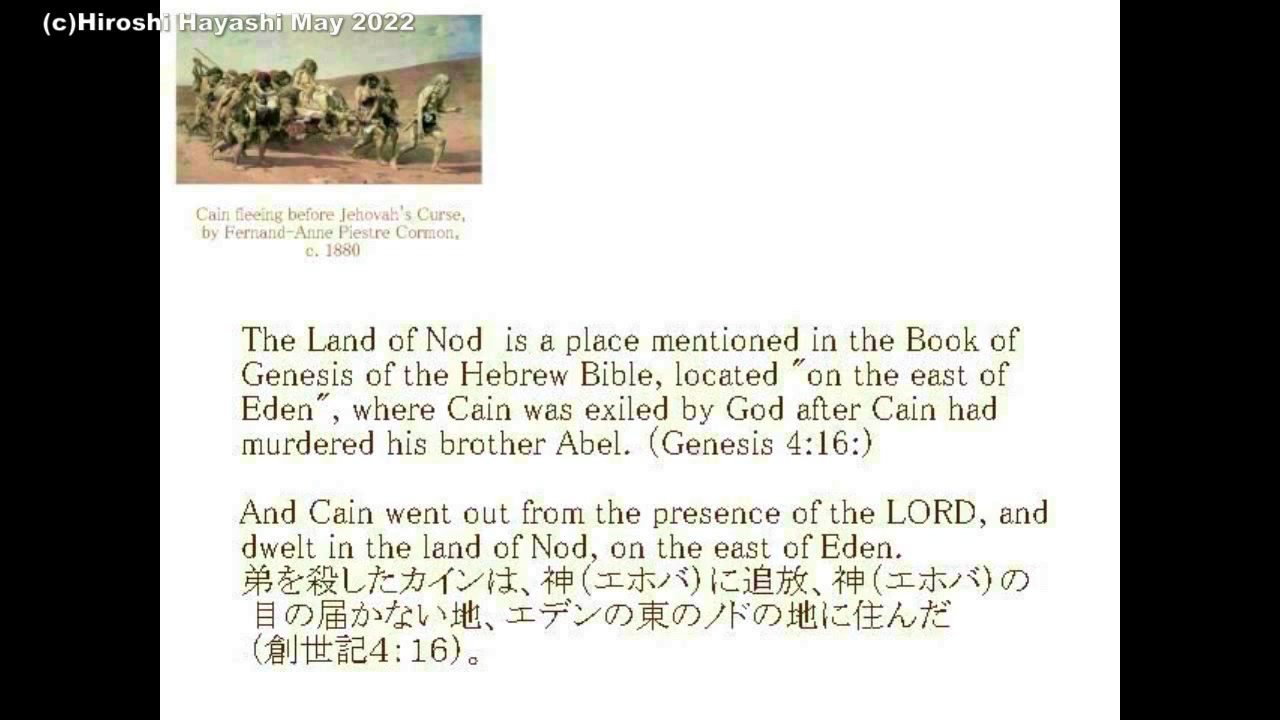 (c)Hiroshi Hayashi May 2022
Cain fleeing before Jehovah's Curse,
by Fernand-Anne Piestre Cormon,
c. 1880
The Land of Nod is a place mentioned in the Book of
Genesis of the Hebrew Bible, located "on the east of
Eden", where Cain was exiled by God after Cain had
murdered his brother Abel. (Genesis 4:16:)
And Cain went out from the presence of the LORD, and
dwelt in the land of Nod, on the east of Eden.
弟を殺したカインは、神(エホバ)に追放、神(エホバ)の
目の届かない地、エデンの東のノドの地に住んだ
(創世記4:16)。